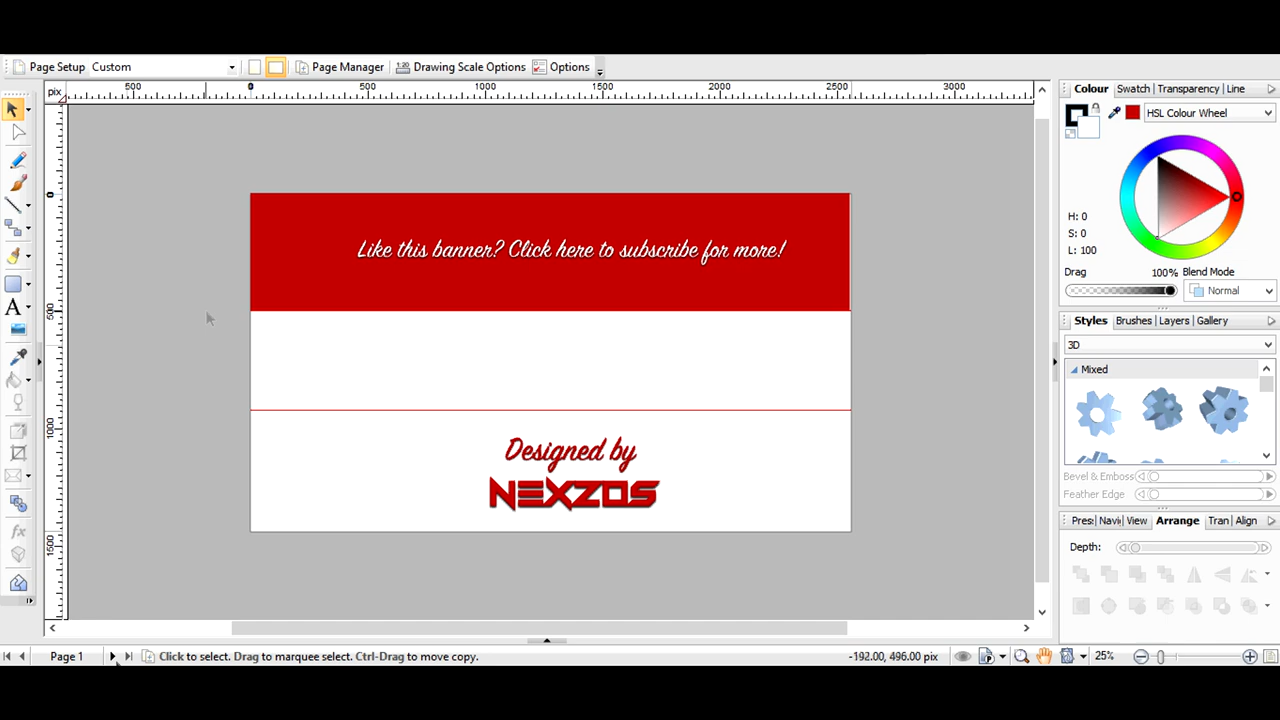 Page Setup Custom Page Manager Drawing Scale Options Options
pix 500 0 500 1000 1500 2000 2500 3000
Colour Swatch Transparency Line
HSL Colour Wheel
0
500
1000
1500
H: 0
S: 0
L: 100
Drag 100% Blend Mode
Normal
Like this banner? Click here to subscribe for more!
Designed by
NEXZOS
Styles Brushes Layers Gallery
3D
Mixed
Bevel & Emboss
Feather Edge
Pres Navi View Arrange Tran Align
Depth:
Page 1 Click to select. Drag to marquee select. Ctrl-Drag to move copy. -192.00, 496.00 pix 25%